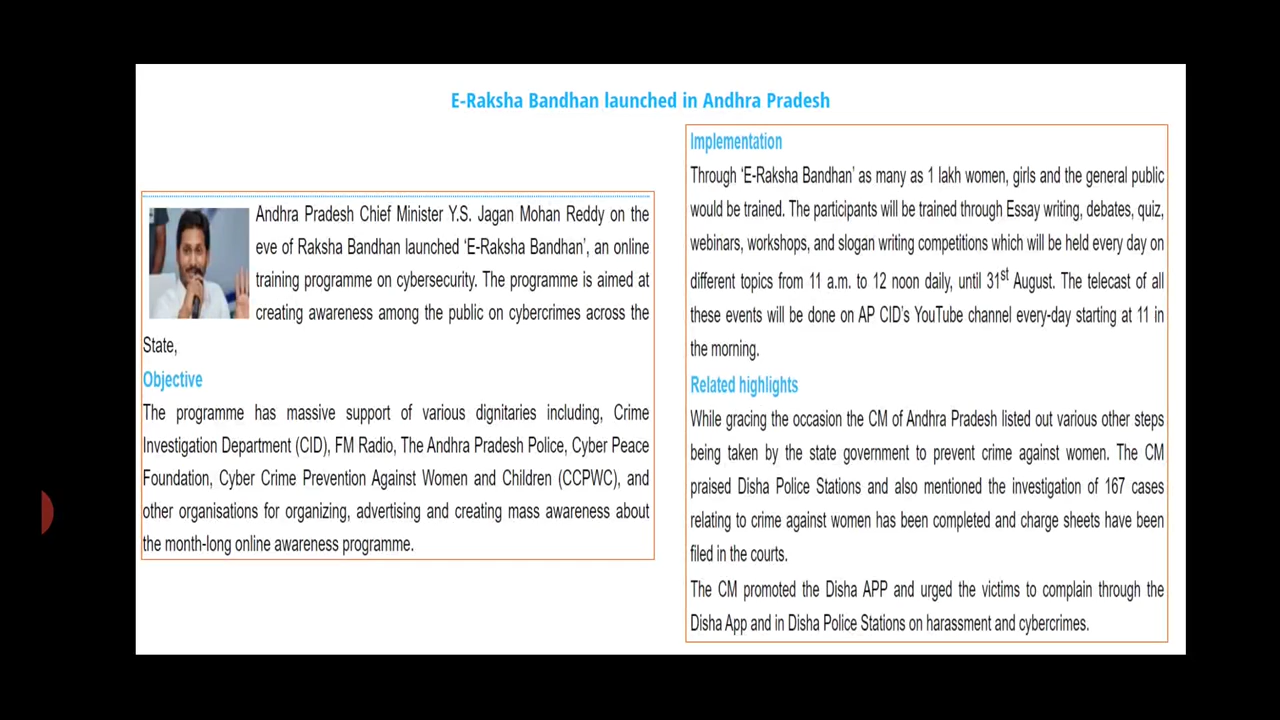 E-Raksha Bandhan launched in Andhra Pradesh
Andhra Pradesh Chief Minister Y.S. Jagan Mohan Reddy on the
eve of Raksha Bandhan launched ‘E-Raksha Bandhan’, an online
training programme on cybersecurity. The programme is aimed at
creating awareness among the public on cybercrimes across the
State,
Objective
The programme has massive support of various dignitaries including, Crime
Investigation Department (CID), FM Radio, The Andhra Pradesh Police, Cyber Peace
Foundation, Cyber Crime Prevention Against Women and Children (CCPWC), and
other organisations for organizing, advertising and creating mass awareness about
the month-long online awareness programme.
Implementation
Through ‘E-Raksha Bandhan’ as many as 1 lakh women, girls and the general public
would be trained. The participants will be trained through Essay writing, debates, quiz,
webinars, workshops, and slogan writing competitions which will be held every day on
different topics from 11 a.m. to 12 noon daily, until 31st August. The telecast of all
these events will be done on AP CID’s YouTube channel every-day starting at 11 in
the morning.
Related highlights
While gracing the occasion the CM of Andhra Pradesh listed out various other steps
being taken by the state government to prevent crime against women. The CM
praised Disha Police Stations and also mentioned the investigation of 167 cases
relating to crime against women has been completed and charge sheets have been
filed in the courts.
The CM promoted the Disha APP and urged the victims to complain through the
Disha App and in Disha Police Stations on harassment and cybercrimes.